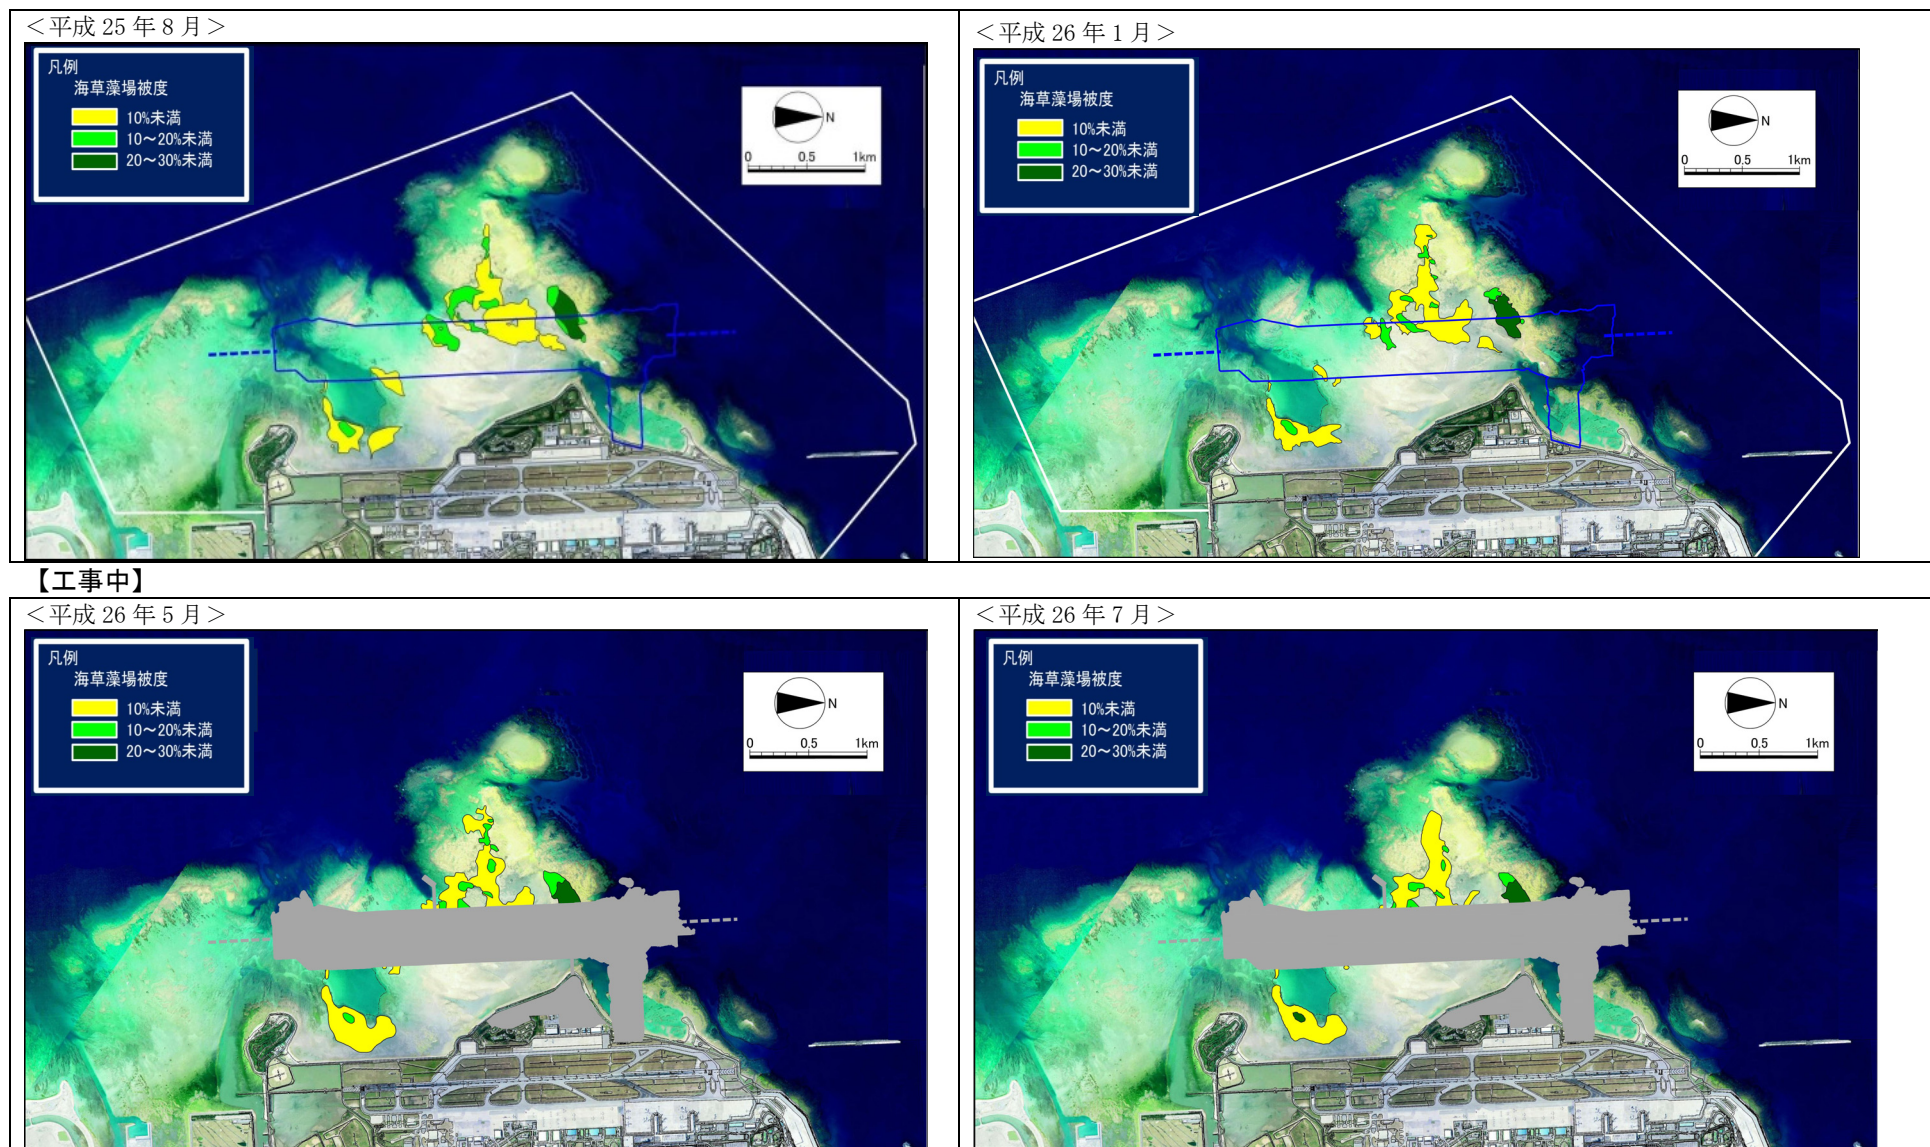 ＜平成 25 年 8 月＞
凡例
海草藻場被度
10%未満
10～20%未満
20～30%未満
N
0 0.5 1km
＜平成 26 年 1 月＞
凡例
海草藻場被度
10%未満
10～20%未満
20～30%未満
N
0 0.5 1km
【工事中】
＜平成 26 年 5 月＞
凡例
海草藻場被度
10%未満
10～20%未満
20～30%未満
N
0 0.5 1km
＜平成 26 年 7 月＞
凡例
海草藻場被度
10%未満
10～20%未満
20～30%未満
N
0 0.5 1km